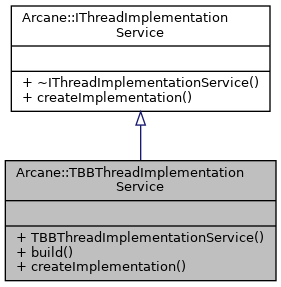 Arcane::IThreadImplementation
Service
+ ~IThreadImplementationService()
+ createImplementation()
Arcane::TBBThreadImplementation
Service
+ TBBThreadImplementationService()
+ build()
+ createImplementation()